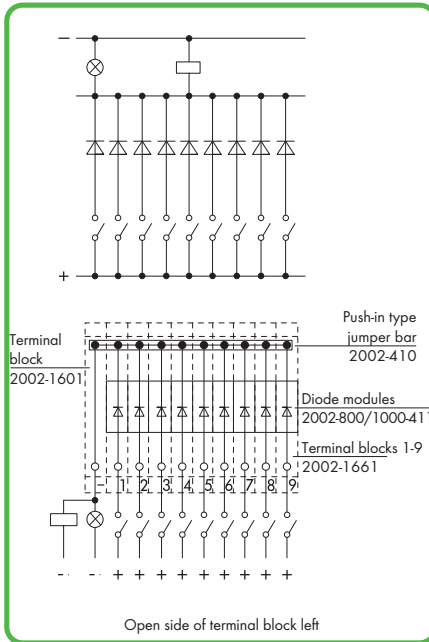 −
+
Push-in type
jumper bar
2002-410
Terminal
block
2002-1601
Diode modules
2002-800/1000-411
Terminal blocks 1-9
2002-1661
− 1 2 3 4 5 6 7 8 9
− − + + + + + + + + +
Open side of terminal block left